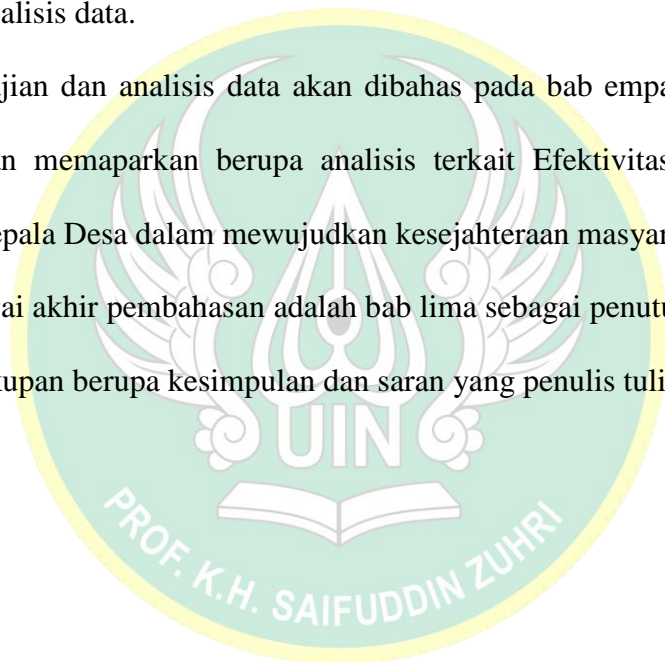 alisis data.
jian dan analisis data akan dibahas pada bab empa
n memaparkan berupa analisis terkait Efektivitas
epala Desa dalam mewujudkan kesejahteraan masyar
ai akhir pembahasan adalah bab lima sebagai penutu
kupan berupa kesimpulan dan saran yang penulis tuli
UIN
PROF. K.H. SAIFUDDIN ZUHRI